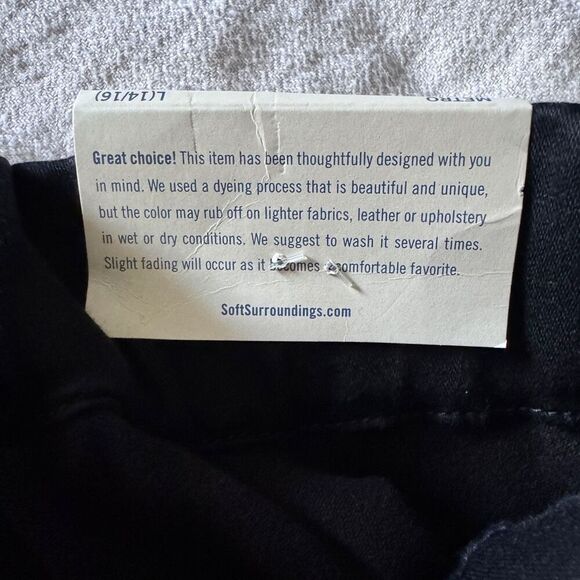 L(14/16) METRO
Great choice! This item has been thoughtfully designed with you
in mind. We used a dyeing process that is beautiful and unique,
but the color may rub off on lighter fabrics, leather or upholstery
in wet or dry conditions. We suggest to wash it several times.
Slight fading will occur as it becomes a comfortable favorite.
SoftSurroundings.com